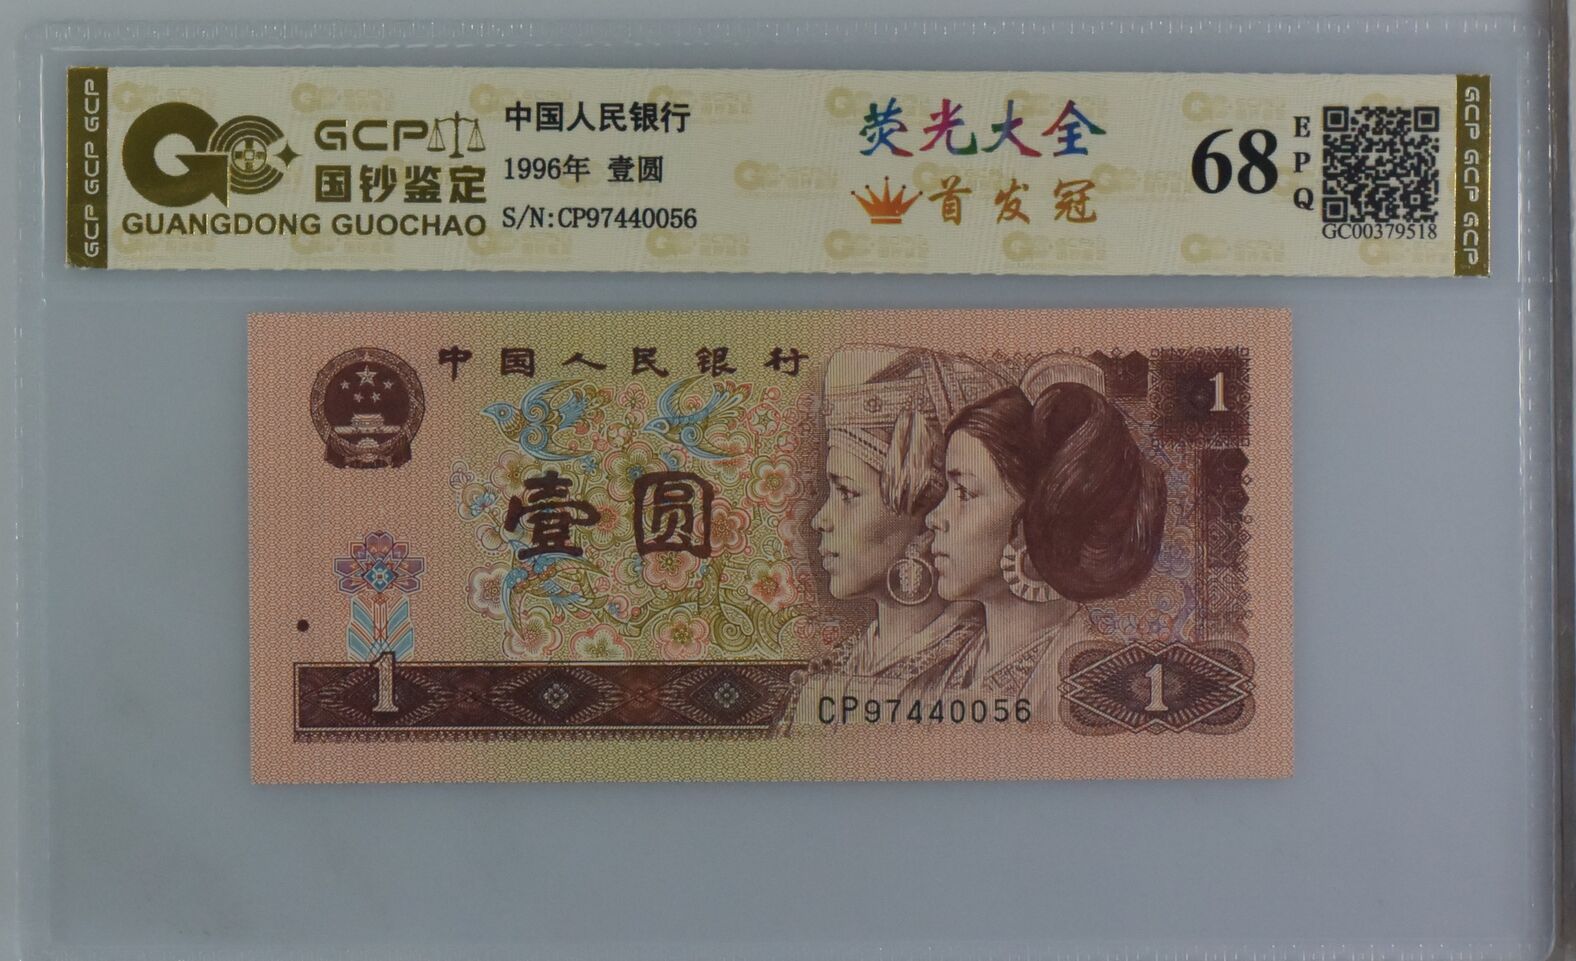 GCP
国钞鉴定
GUANGDONG GUOCHAO
中国人民银行
1996年 壹圆
S/N:CP97440056
荧光大全
首发冠
68
EPQ
GC00379518
GCP GCP GCP
GCP GCP GCP
中国人民银行
1
壹圆
1
CP97440056
1